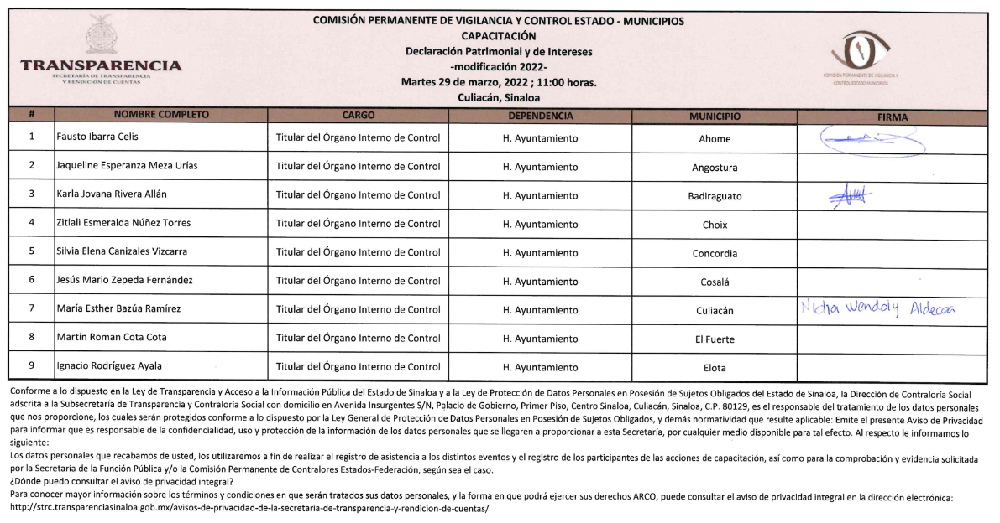 COMISIÓN PERMANENTE DE VIGILANCIA Y CONTROL ESTADO - MUNICIPIOS
CAPACITACIÓN
Declaración Patrimonial y de Intereses
-modificación 2022-
Martes 29 de marzo, 2022 ; 11:00 horas.
Culiacán, Sinaloa
TRANSPARENCIA
SECRETARÍA DE TRANSPARENCIA
Y RENDICIÓN DE CUENTAS
COMISIÓN PERMANENTE DE VIGILANCIA Y
CONTROL ESTADO-MUNICIPIOS
# NOMBRE COMPLETO CARGO DEPENDENCIA MUNICIPIO FIRMA
1 Fausto Ibarra Celis Titular del Órgano Interno de Control H. Ayuntamiento Ahome
2 Jaqueline Esperanza Meza Urías Titular del Órgano Interno de Control H. Ayuntamiento Angostura
3 Karla Jovana Rivera Allán Titular del Órgano Interno de Control H. Ayuntamiento Badiraguato
4 Zitlali Esmeralda Núñez Torres Titular del Órgano Interno de Control H. Ayuntamiento Choix
5 Silvia Elena Canizales Vizcarra Titular del Órgano Interno de Control H. Ayuntamiento Concordia
6 Jesús Mario Zepeda Fernández Titular del Órgano Interno de Control H. Ayuntamiento Cosalá
7 María Esther Bazúa Ramírez Titular del Órgano Interno de Control H. Ayuntamiento Culiacán Wendoly Aldecoa
8 Martín Roman Cota Cota Titular del Órgano Interno de Control H. Ayuntamiento El Fuerte
9 Ignacio Rodríguez Ayala Titular del Órgano Interno de Control H. Ayuntamiento Elota
Conforme a lo dispuesto en la Ley de Transparencia y Acceso a la Información Pública del Estado de Sinaloa y a la Ley de Protección de Datos Personales en Posesión de Sujetos Obligados del Estado de Sinaloa, la Dirección de Contraloría Social
adscrita a la Subsecretaría de Transparencia y Contraloría Social con domicilio en Avenida Insurgentes S/N, Palacio de Gobierno, Primer Piso, Centro Sinaloa, Culiacán, Sinaloa, C.P. 80129, es el responsable del tratamiento de los datos personales
que nos proporcione, los cuales serán protegidos conforme a lo dispuesto por la Ley General de Protección de Datos Personales en Posesión de Sujetos Obligados, y demás normatividad que resulte aplicable: Emite el presente Aviso de Privacidad
para informar que es responsable de la confidencialidad, uso y protección de la información de los datos personales que se llegaren a proporcionar a esta Secretaría, por cualquier medio disponible para tal efecto. Al respecto le informamos lo
siguiente:
Los datos personales que recabamos de usted, los utilizaremos a fin de realizar el registro de asistencia a los distintos eventos y el registro de los participantes de las acciones de capacitación, así como para la comprobación y evidencia solicitada
por la Secretaría de la Función Pública y/o la Comisión Permanente de Contralores Estados-Federación, según sea el caso.
¿Dónde puedo consultar el aviso de privacidad integral?
Para conocer mayor información sobre los términos y condiciones en que serán tratados sus datos personales, y la forma en que podrá ejercer sus derechos ARCO, puede consultar el aviso de privacidad integral en la dirección electrónica:
http://strc.transparenciasinaloa.gob.mx/avisos-de-privacidad-de-la-secretaria-de-transparencia-y-rendicion-de-cuentas/